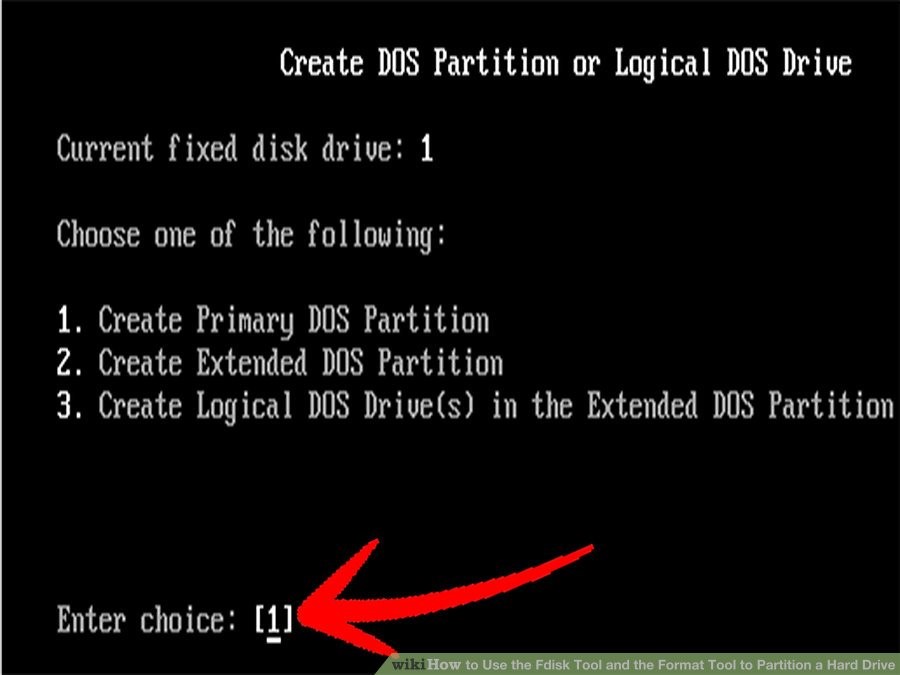 Create DOS Partition or Logical DOS Drive
Current fixed disk drive: 1
Choose one of the following:
1. Create Primary DOS Partition
2. Create Extended DOS Partition
3. Create Logical DOS Drive(s) in the Extended DOS Partition
Enter choice: [1]
wikiHow to Use the Fdisk Tool and the Format Tool to Partition a Hard Drive